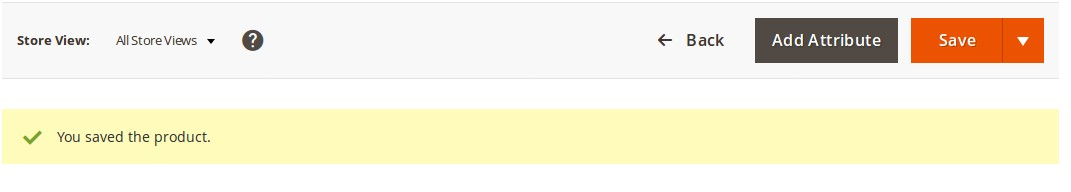 Store View: All Store Views ? Back Add Attribute Save
You saved the product.